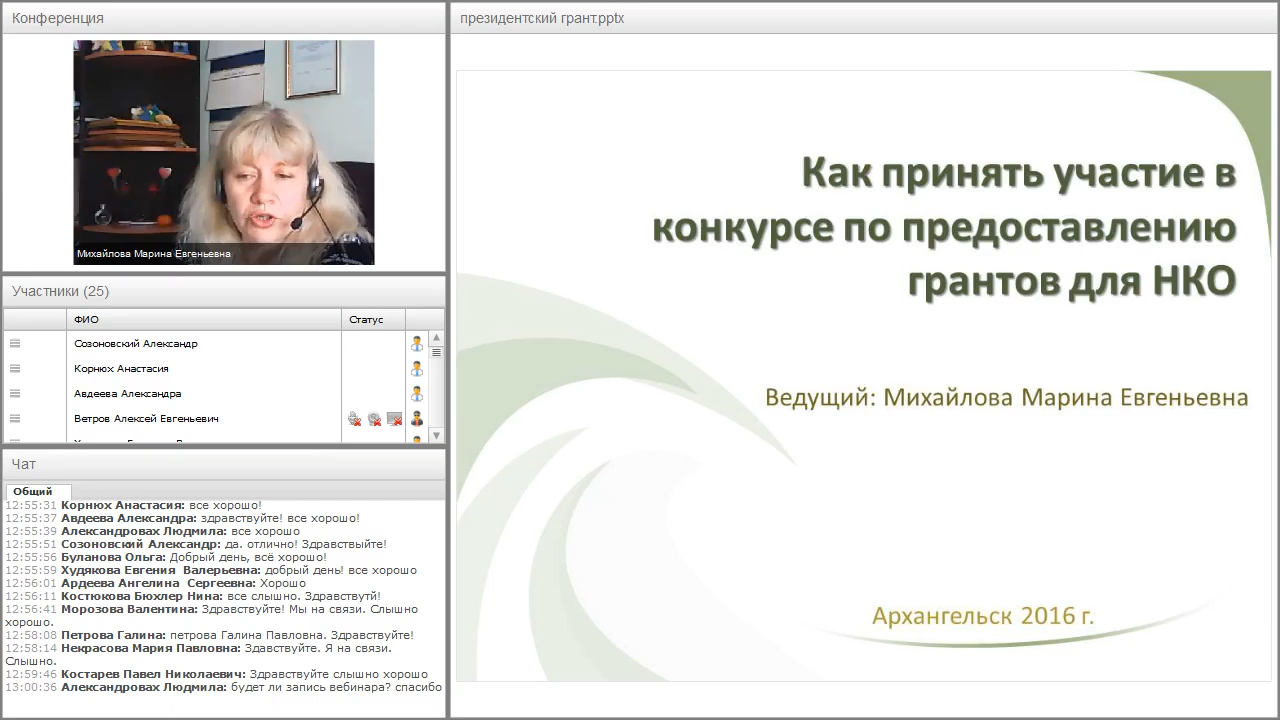 Конференция
Михайлова Марина Евгеньевна
Участники (25)
ФИО
Статус
Созоновский Александр
Корнюх Анастасия
Авдеева Александра
Ветров Алексей Евгеньевич
Чат
Общий
12:55:31 Корнюх Анастасия: все хорошо!
12:55:37 Авдеева Александра: здравствуйте! все хорошо!
12:55:39 Александровах Людмила: все хорошо
12:55:51 Созоновский Александр: да. отлично! Здраствыйте!
12:55:56 Буланова Ольга: Добрый день, всё хорошо!
12:55:59 Худякова Евгения Валерьевна: добрый день! все хорошо
12:56:01 Ардеева Ангелина Сергеевна: Хорошо
12:56:11 Костюкова Бюхлер Нина: все слышно. Здравствутй!
12:56:41 Морозова Валентина: Здравствуйте! Мы на связи. Слышно
хорошо.
12:58:08 Петрова Галина: петрова Галина Павловна. Здравствуйте!
12:58:14 Некрасова Мария Павловна: Здавствуйте. Я на связи.
Слышно.
12:59:46 Костарев Павел Николаевич: Здравствуйте слышно хорошо
13:00:36 Александровах Людмила: будет ли запись вебинара? спасибо
президентский грант.pptx
Как принять участие в
конкурсе по предоставлению
грантов для НКО
Ведущий: Михайлова Марина Евгеньевна
Архангельск 2016 г.